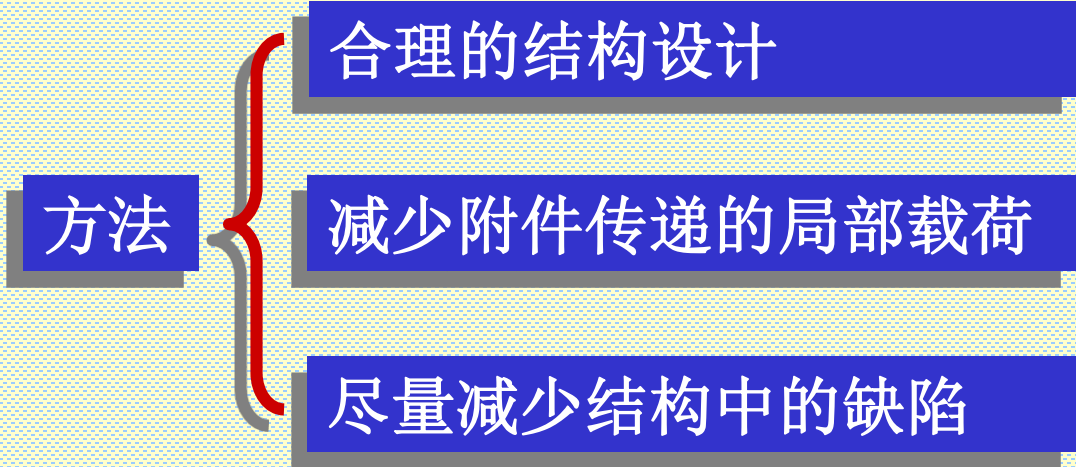 合理的结构设计
方法
减少附件传递的局部载荷
尽量减少结构中的缺陷